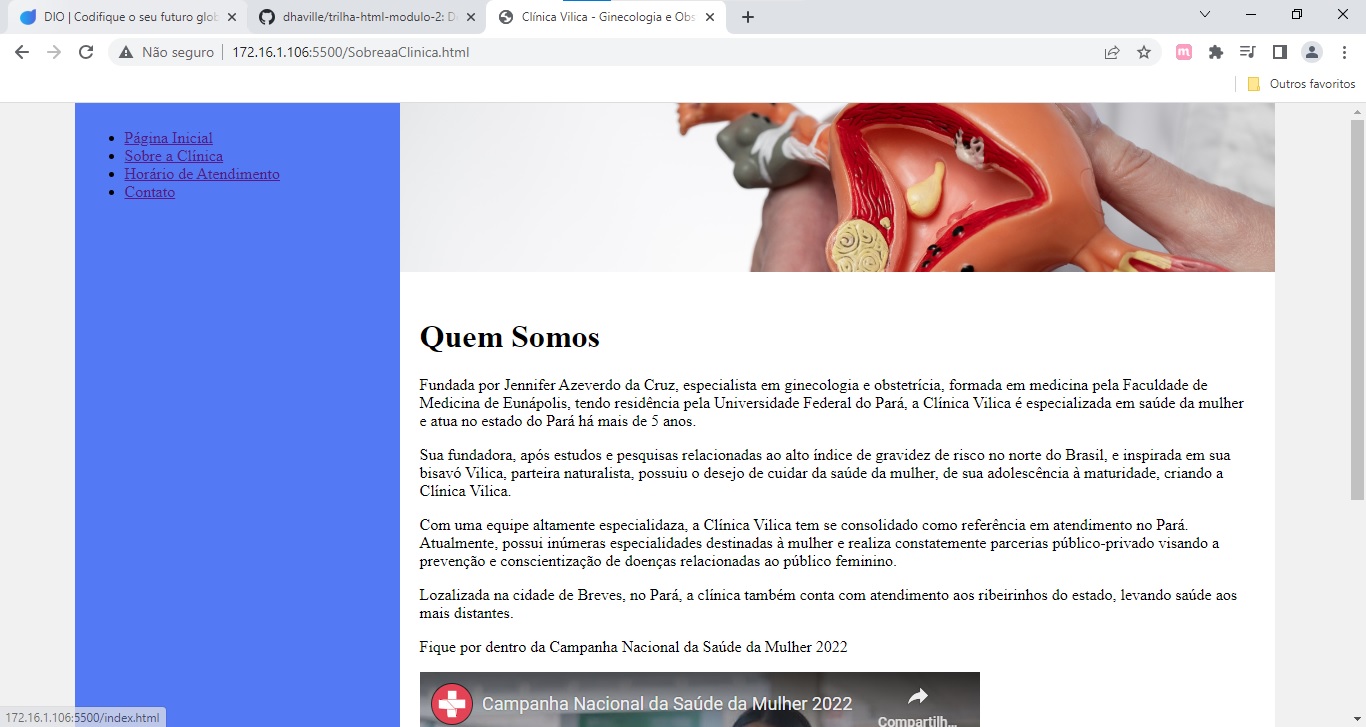 DIO | Codifique o seu futuro glob
dhaville/trilha-html-modulo-2: D
Clínica Vilica - Ginecologia e Obs
Não seguro
172.16.1.106:5500/SobreaaClinica.html
Outros favoritos
Página Inicial
Sobre a Clínica
Horário de Atendimento
Contato
Quem Somos
Fundada por Jennifer Azeverdo da Cruz, especialista em ginecologia e obstetrícia, formada em medicina pela Faculdade de
Medicina de Eunápolis, tendo residência pela Universidade Federal do Pará, a Clínica Vilica é especializada em saúde da mulher
e atua no estado do Pará há mais de 5 anos.
Sua fundadora, após estudos e pesquisas relacionadas ao alto índice de gravidez de risco no norte do Brasil, e inspirada em sua
bisavó Vilica, parteira naturalista, possuiu o desejo de cuidar da saúde da mulher, de sua adolescência à maturidade, criando a
Clínica Vilica.
Com uma equipe altamente especialidaza, a Clínica Vilica tem se consolidado como referência em atendimento no Pará.
Atualmente, possui inúmeras especialidades destinadas à mulher e realiza constatemente parcerias público-privado visando a
prevenção e conscientização de doenças relacionadas ao público feminino.
Lozalizada na cidade de Breves, no Pará, a clínica também conta com atendimento aos ribeirinhos do estado, levando saúde aos
mais distantes.
Fique por dentro da Campanha Nacional da Saúde da Mulher 2022
Campanha Nacional da Saúde da Mulher 2022
Compartilh...
172.16.1.106:5500/index.html